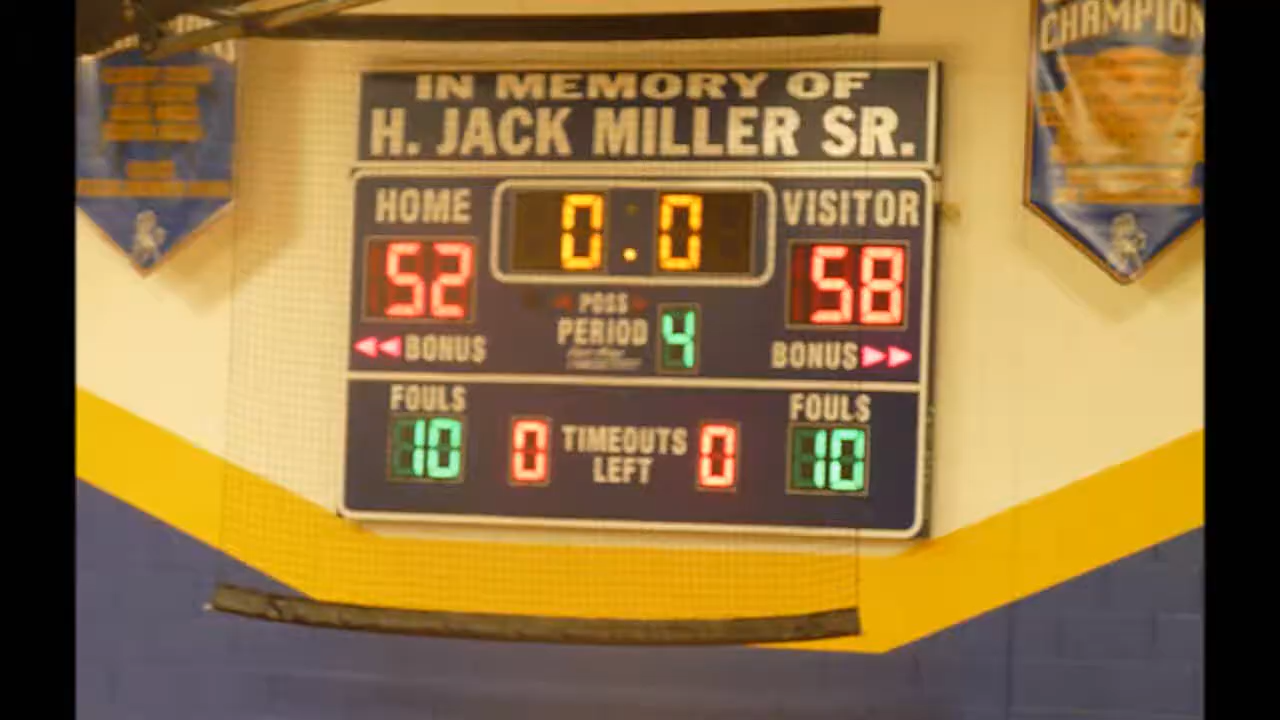 CHAMPION
IN MEMORY OF
H. JACK MILLER SR.
HOME
0.0
VISITOR
52
58
POSS
PERIOD 4
BONUS
BONUS
FOULS
FOULS
10
0
TIMEOUTS
LEFT
0
10